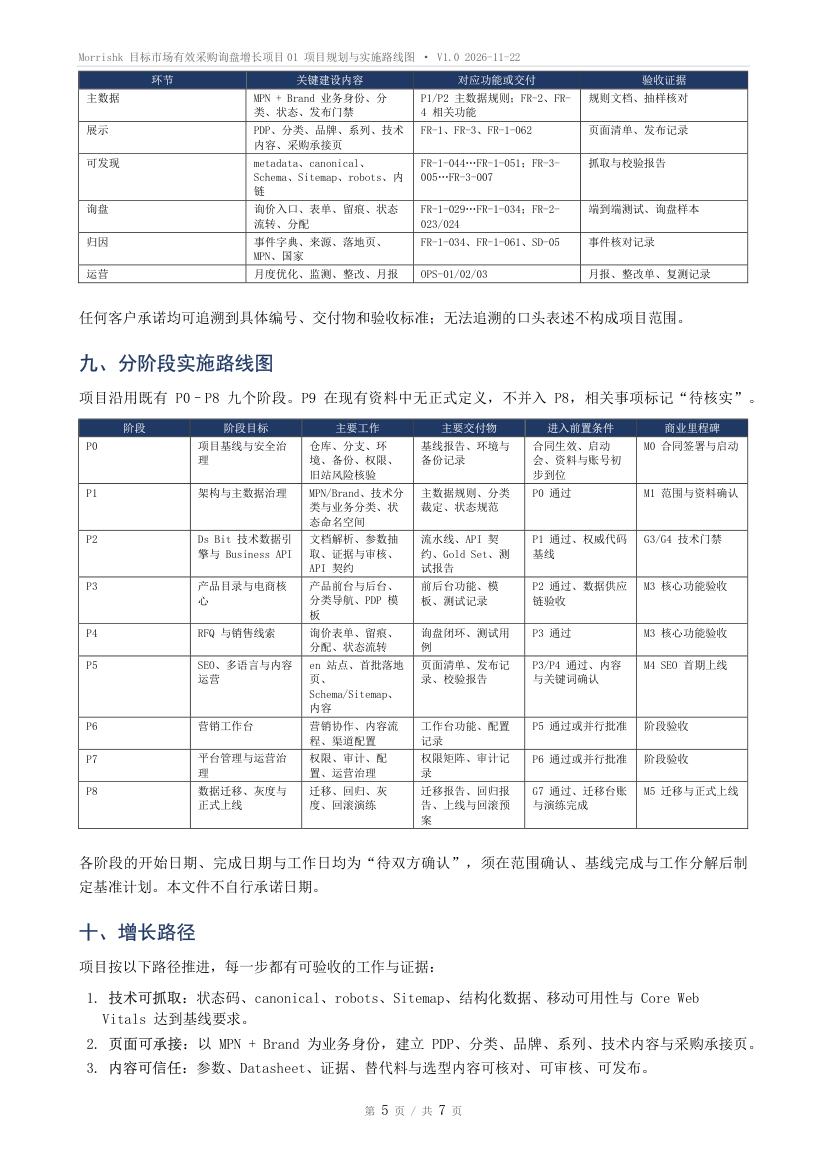 Morrishk 目标市场有效采购询盘增长项目01 项目规划与实施路线图 • V1.0 2026-11-22
环节 关键建设内容 对应功能或交付 验收证据
主数据 MPN + Brand 业务身份、分类、状态、发布门禁 P1/P2 主数据规则；FR-2、FR-4 相关功能 规则文档、抽样核对
展示 PDP、分类、品牌、系列、技术内容、采购承接页 FR-1、FR-3、FR-1-062 页面清单、发布记录
可发现 metadata、canonical、Schema、Sitemap、robots、内链 FR-1-044…FR-1-051；FR-3-005…FR-3-007 抓取与校验报告
询盘 询价入口、表单、留痕、状态流转、分配 FR-1-029…FR-1-034；FR-2-023/024 端到端测试、询盘样本
归因 事件字典、来源、落地页、MPN、国家 FR-1-034、FR-1-061、SD-05 事件核对记录
运营 月度优化、监测、整改、月报 OPS-01/02/03 月报、整改单、复测记录
任何客户承诺均可追溯到具体编号、交付物和验收标准；无法追溯的口头表述不构成项目范围。
九、分阶段实施路线图
项目沿用既有 P0–P8 九个阶段。P9 在现有资料中无正式定义，不并入 P8，相关事项标记“待核实”。
阶段 阶段目标 主要工作 主要交付物 进入前置条件 商业里程碑
P0 项目基线与安全治理 仓库、分支、环境、备份、权限、旧站风险核验 基线报告、环境与备份记录 合同生效、启动会、资料与账号初步到位 M0 合同签署与启动
P1 架构与主数据治理 MPN/Brand、技术分类与业务分类、状态命名空间 主数据规则、分类裁定、状态规范 P0 通过 M1 范围与资料确认
P2 Ds Bit 技术数据引擎与 Business API 文档解析、参数抽取、证据与审核、API 契约 流水线、API 契约、Gold Set、测试报告 P1 通过、权威代码基线 G3/G4 技术门禁
P3 产品目录与电商核心 产品前台与后台、分类导航、PDP 模板 前后台功能、模板、测试记录 P2 通过、数据供应链验收 M3 核心功能验收
P4 RFQ 与销售线索 询价表单、留痕、分配、状态流转 询盘闭环、测试用例 P3 通过 M3 核心功能验收
P5 SEO、多语言与内容运营 en 站点、首批落地页、Schema/Sitemap、内容 页面清单、发布记录、校验报告 P3/P4 通过、内容与关键词确认 M4 SEO 首期上线
P6 营销工作台 营销协作、内容流程、渠道配置 工作台功能、配置记录 P5 通过或并行批准 阶段验收
P7 平台管理与运营治理 权限、审计、配置、运营治理 权限矩阵、审计记录 P6 通过或并行批准 阶段验收
P8 数据迁移、灰度与正式上线 迁移、回归、灰度、回滚演练 迁移报告、回归报告、上线与回滚预案 G7 通过、迁移台账与演练完成 M5 迁移与正式上线
各阶段的开始日期、完成日期与工作日均为“待双方确认”，须在范围确认、基线完成与工作分解后制
定基准计划。本文件不自行承诺日期。
十、增长路径
项目按以下路径推进，每一步都有可验收的工作与证据：
1. 技术可抓取：状态码、canonical、robots、Sitemap、结构化数据、移动可用性与 Core Web
Vitals 达到基线要求。
2. 页面可承接：以 MPN + Brand 为业务身份，建立 PDP、分类、品牌、系列、技术内容与采购承接页。
3. 内容可信任：参数、Datasheet、证据、替代料与选型内容可核对、可审核、可发布。
第 5 页 / 共 7 页